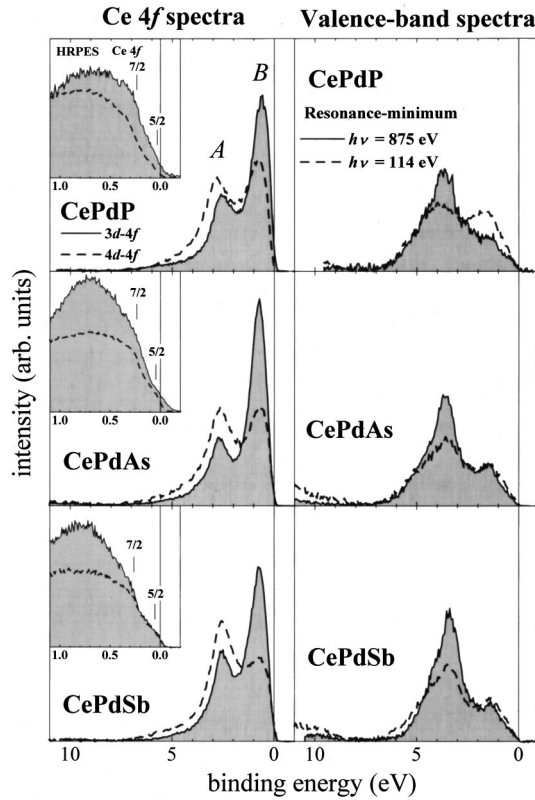 Ce 4f spectra
Valence-band spectra
HRPES Ce 4f
7/2
5/2
1.0 0.5 0.0
A
B
CePdP
3d-4f
4d-4f
CePdP
Resonance-minimum
hν = 875 eV
hν = 114 eV
7/2
5/2
1.0 0.5 0.0
CePdAs
CePdAs
7/2
5/2
1.0 0.5 0.0
CePdSb
CePdSb
10 5 0
10 5 0
intensity (arb. units)
binding energy (eV)